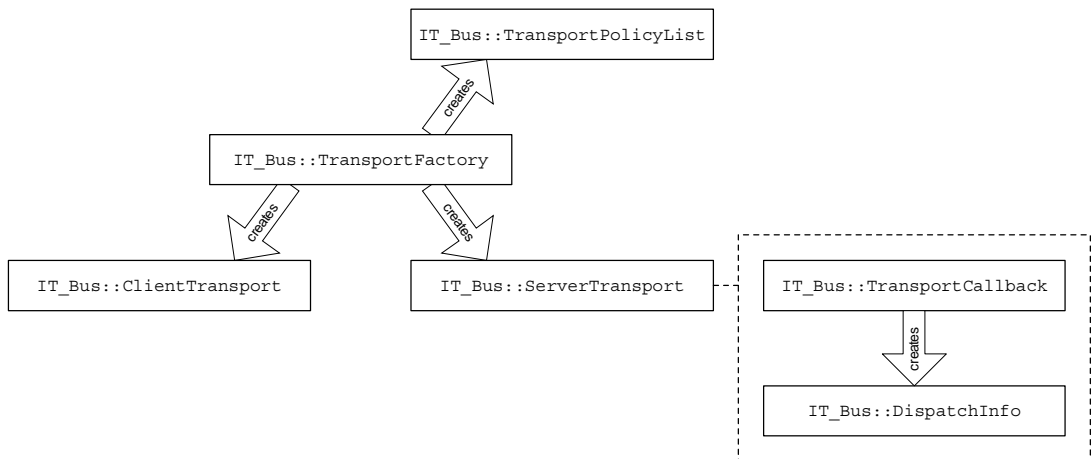 IT_Bus::TransportPolicyList
creates
IT_Bus::TransportFactory
creates
creates
IT_Bus::ClientTransport
IT_Bus::ServerTransport
IT_Bus::TransportCallback
creates
IT_Bus::DispatchInfo